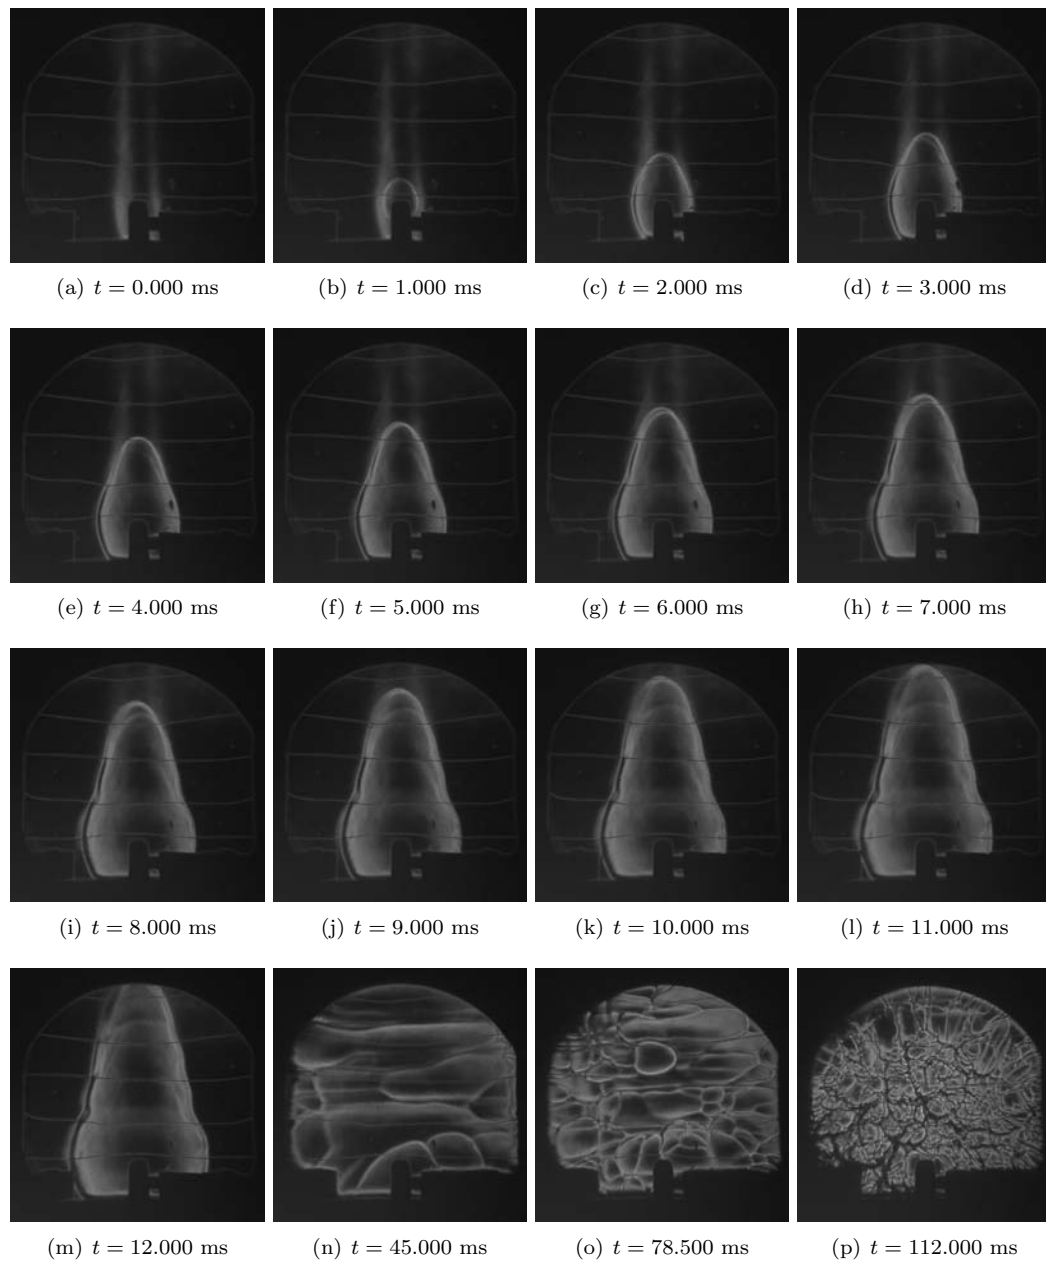 (a) t = 0.000 ms (b) t = 1.000 ms (c) t = 2.000 ms (d) t = 3.000 ms
(e) t = 4.000 ms (f) t = 5.000 ms (g) t = 6.000 ms (h) t = 7.000 ms
(i) t = 8.000 ms (j) t = 9.000 ms (k) t = 10.000 ms (l) t = 11.000 ms
(m) t = 12.000 ms (n) t = 45.000 ms (o) t = 78.500 ms (p) t = 112.000 ms